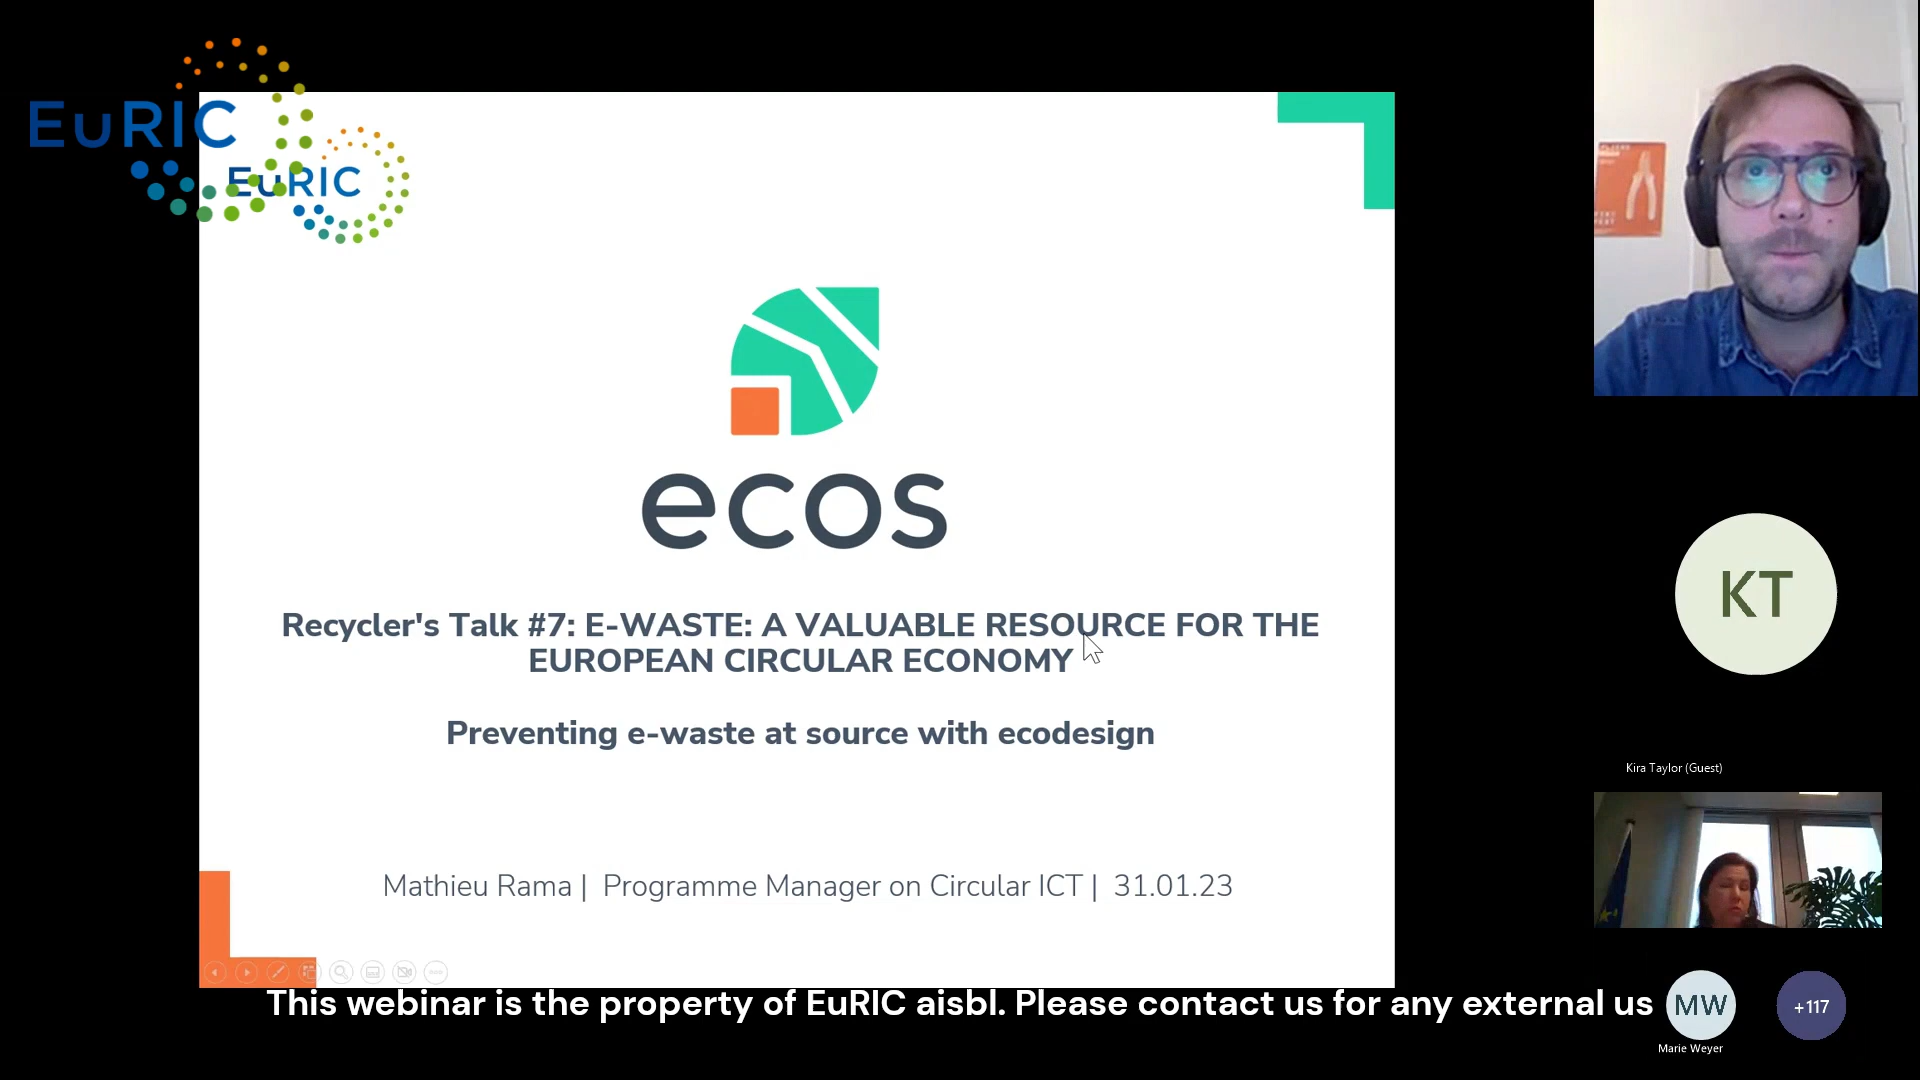 EuRIC
EuRIC
ecos
Recycler's Talk #7: E-WASTE: A VALUABLE RESOURCE FOR THE
EUROPEAN CIRCULAR ECONOMY
Preventing e-waste at source with ecodesign
Mathieu Rama | Programme Manager on Circular ICT | 31.01.23
This webinar is the property of EuRIC aisbl. Please contact us for any external us
KT
Kira Taylor (Guest)
MW
+117
Marie Weyer